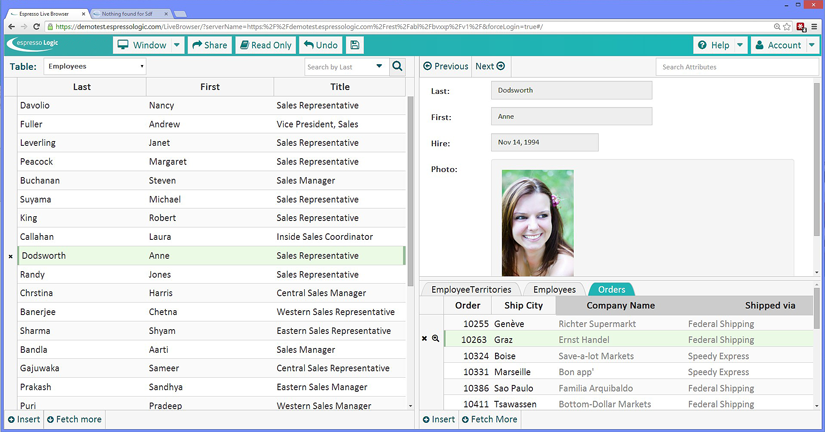 Espresso Live Browser
Nothing found for Sdf
https://demotest.espressologic.com/LiveBrowser/?serverName=https:%2F%2Fdemotest.espressologic.com%2Frest%2Fabl%2Fbvxxp%2Fv1%2F&forceLogin=true#/
espresso Logic
Window
Share
Read Only
Undo
Help
Account
Table: Employees
Search by Last
Last First Title
Davolio Nancy Sales Representative
Fuller Andrew Vice President, Sales
Leverling Janet Sales Representative
Peacock Margaret Sales Representative
Buchanan Steven Sales Manager
Suyama Michael Sales Representative
King Robert Sales Representative
Callahan Laura Inside Sales Coordinator
Dodsworth Anne Sales Representative
Randy Jones Sales Representative
Chrstina Harris Central Sales Manager
Banerjee Chetna Western Sales Representative
Sharma Shyam Eastern Sales Representative
Bandla Aarti Sales Manager
Gajuwaka Sameer Central Sales Representative
Prakash Sandhya Eastern Sales Manager
Puri Pradeep Western Sales Manager
Insert Fetch more
Previous Next
Search Attributes
Last: Dodsworth
First: Anne
Hire: Nov 14, 1994
Photo:
EmployeeTerritories Employees Orders
Order Ship City Company Name Shipped via
10255 Genève Richter Supermarkt Federal Shipping
10263 Graz Ernst Handel Federal Shipping
10324 Boise Save-a-lot Markets Speedy Express
10331 Marseille Bon app' Speedy Express
10386 Sao Paulo Familia Arquibaldo Federal Shipping
10411 Tsawassen Bottom-Dollar Markets Federal Shipping
Insert Fetch More